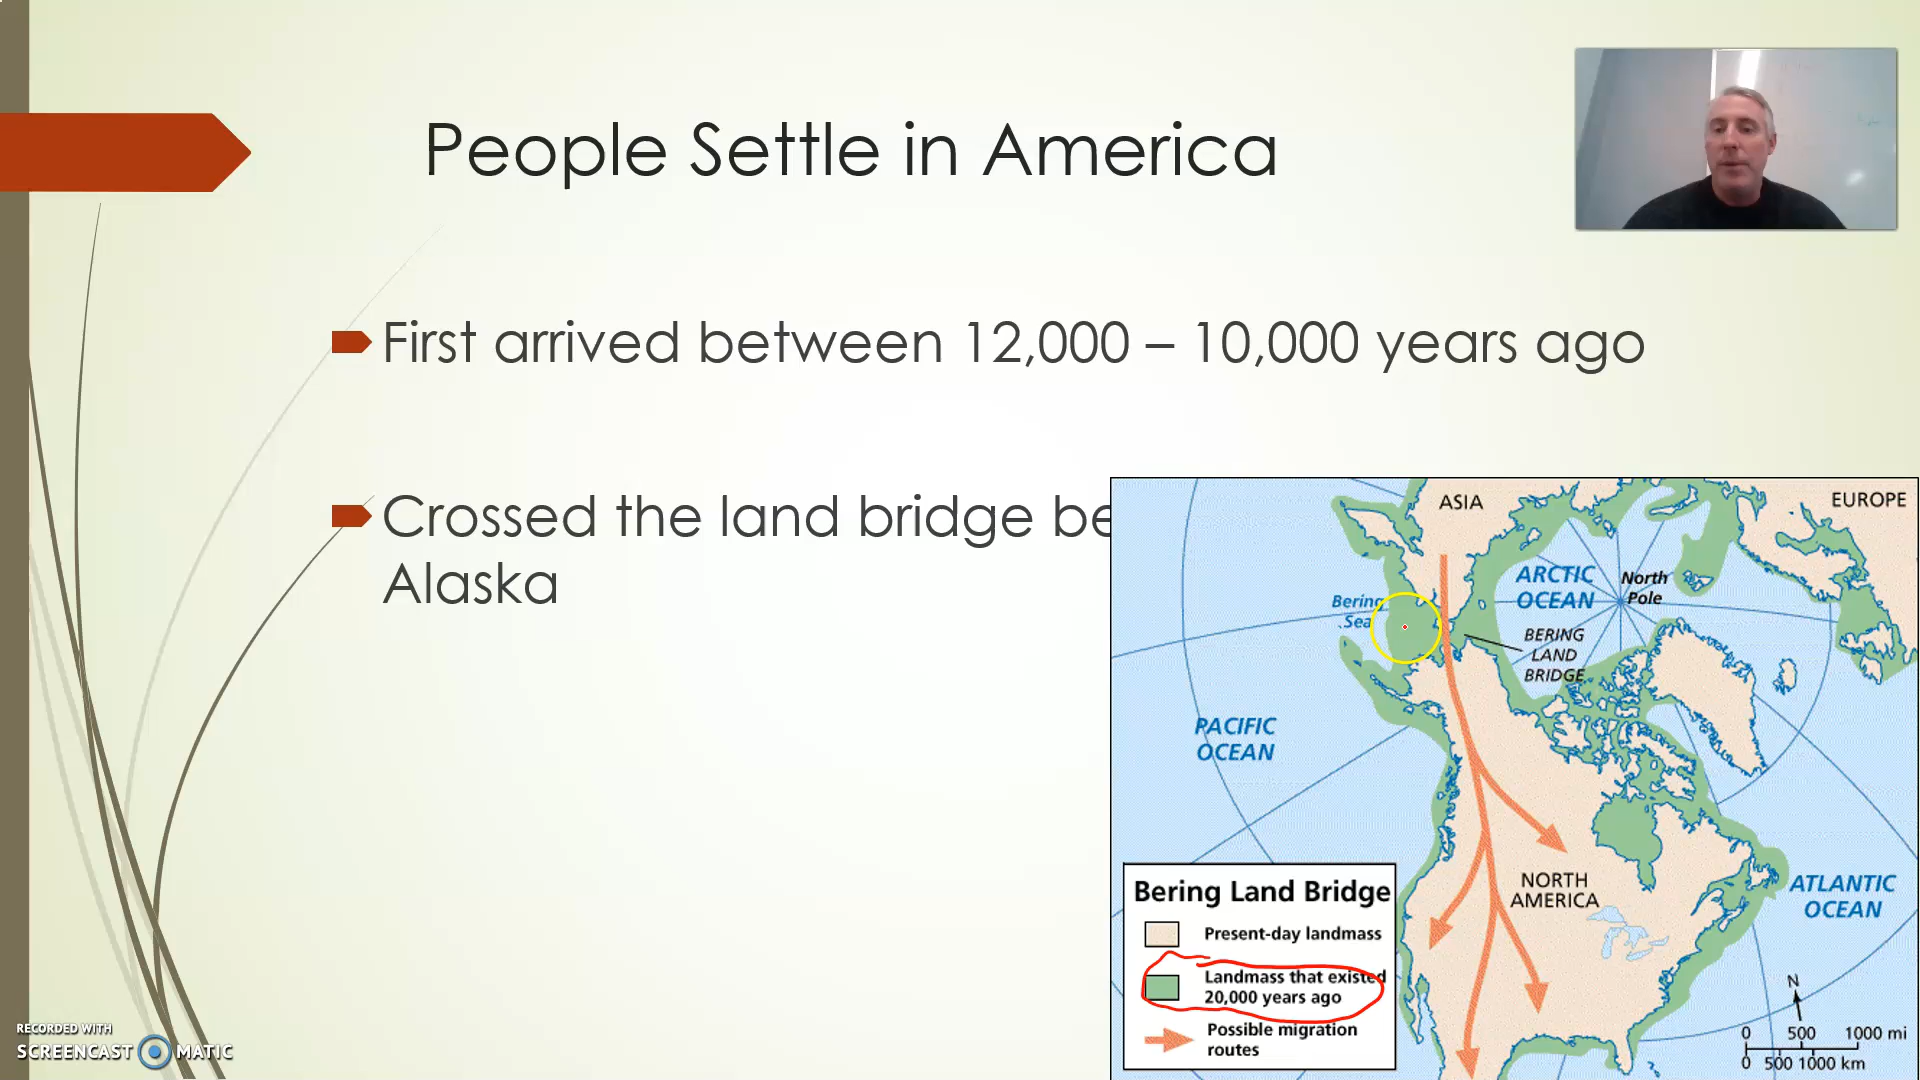 People Settle in America
First arrived between 12,000 – 10,000 years ago
Crossed the land bridge be
Alaska
ASIA
EUROPE
ARCTIC
OCEAN
North
Pole
Bering
Sea
BERING
LAND
BRIDGE
PACIFIC
OCEAN
NORTH
AMERICA
ATLANTIC
OCEAN
Bering Land Bridge
Present-day landmass
Landmass that existed
20,000 years ago
Possible migration
routes
N
0 500 1000 mi
0 500 1000 km
RECORDED WITH
SCREENCAST MATIC